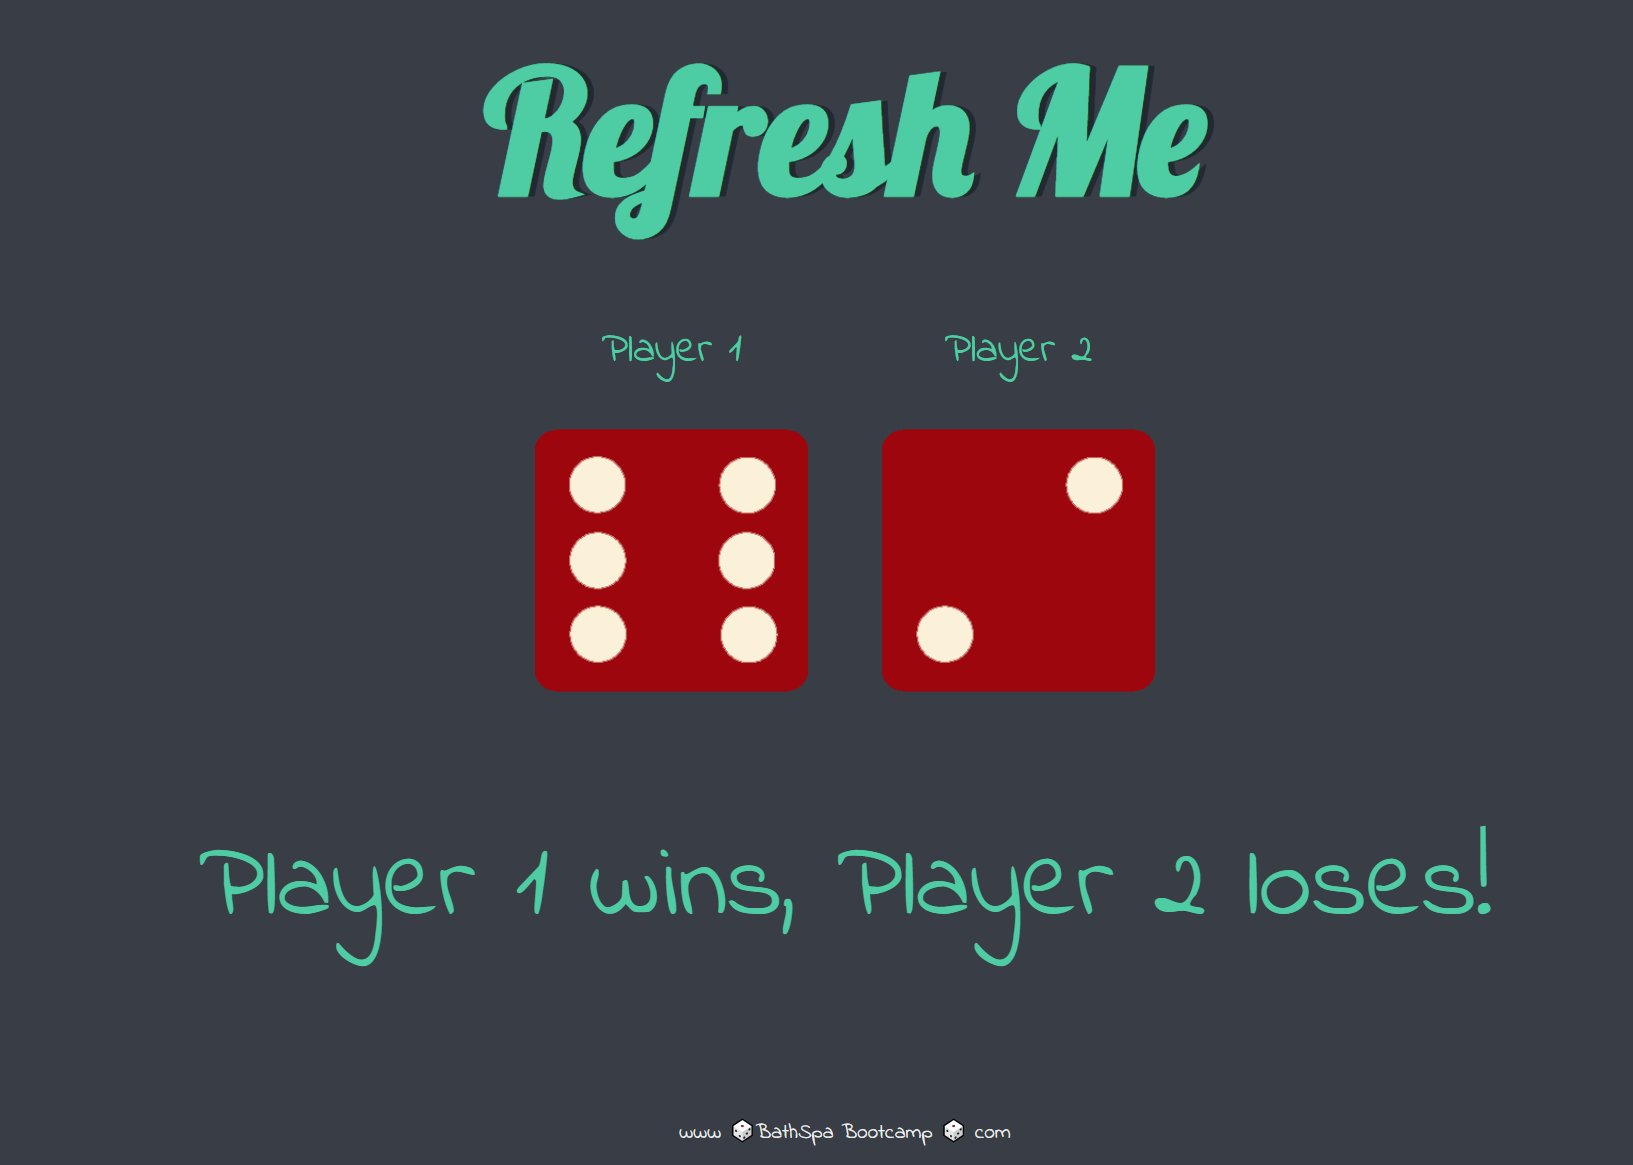 Refresh Me
Player 1
Player 2
Player 1 wins, Player 2 loses!
www 🎲BathSpa Bootcamp 🎲 com